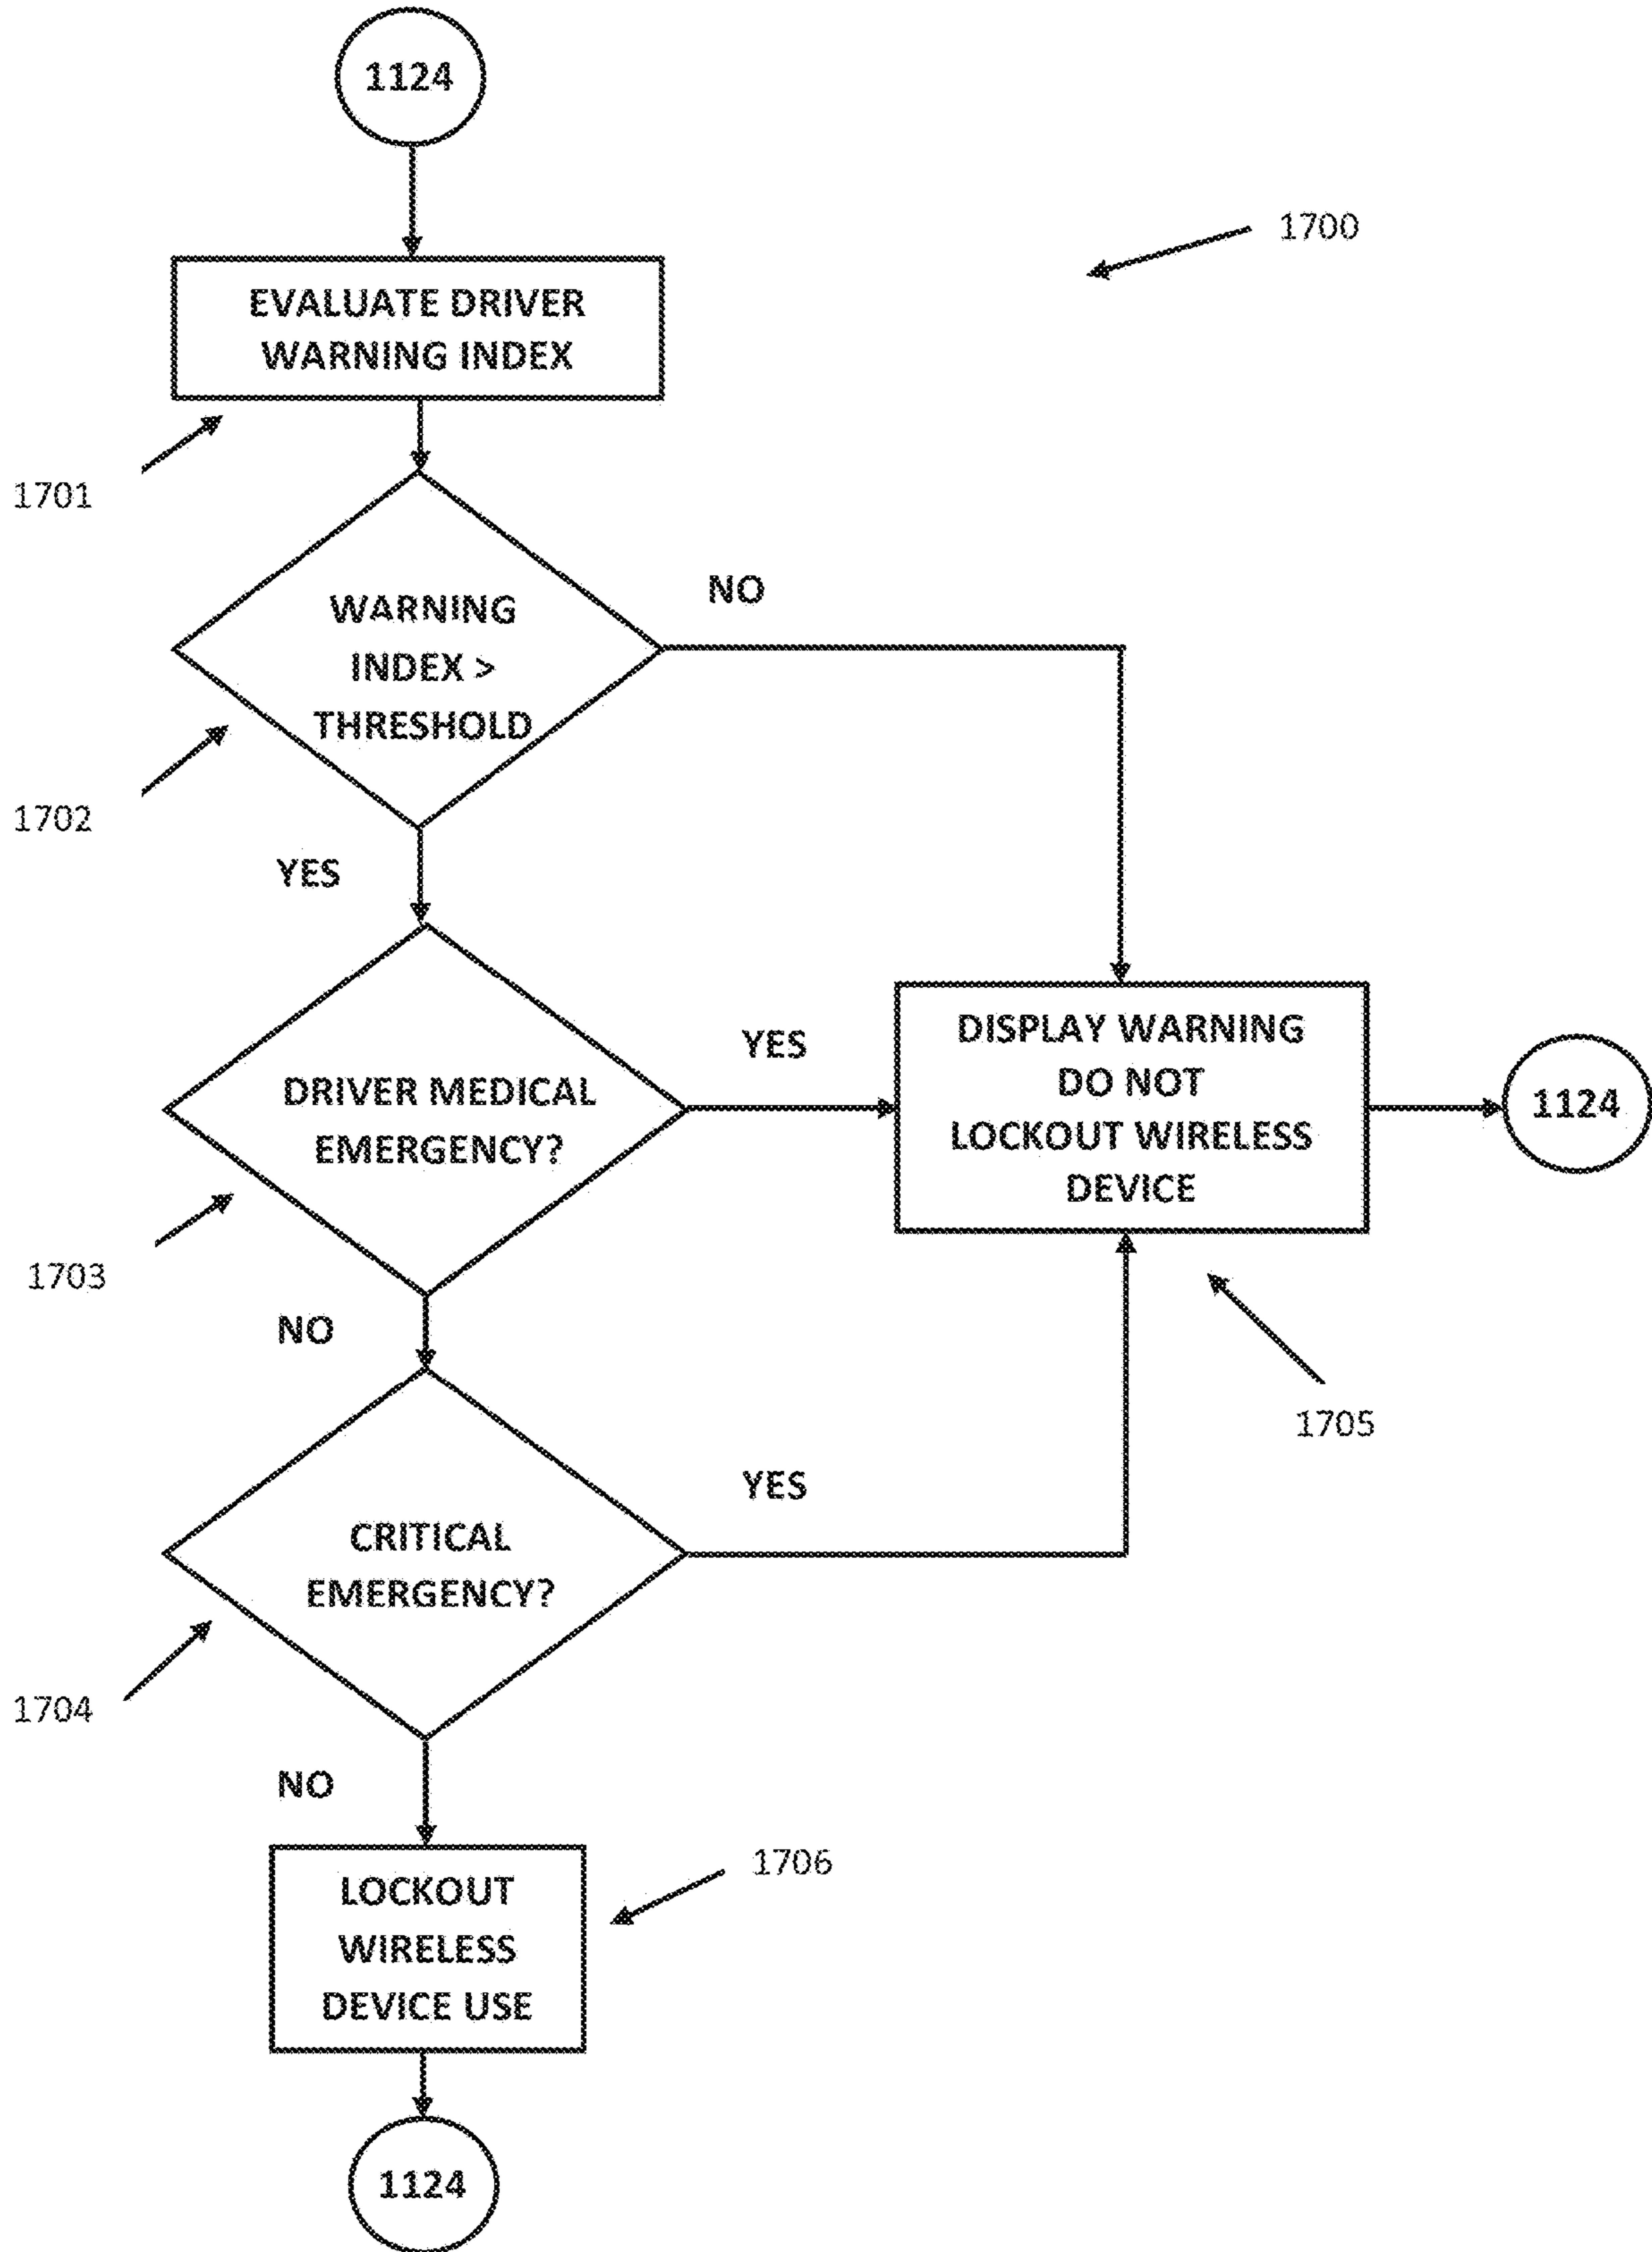 1124
1700
EVALUATE DRIVER
WARNING INDEX
1701
WARNING
INDEX >
THRESHOLD
NO
1702
YES
DRIVER MEDICAL
EMERGENCY?
YES
DISPLAY WARNING
DO NOT
LOCKOUT WIRELESS
DEVICE
1124
1703
NO
1705
CRITICAL
EMERGENCY?
YES
1704
NO
LOCKOUT
WIRELESS
DEVICE USE
1706
1124